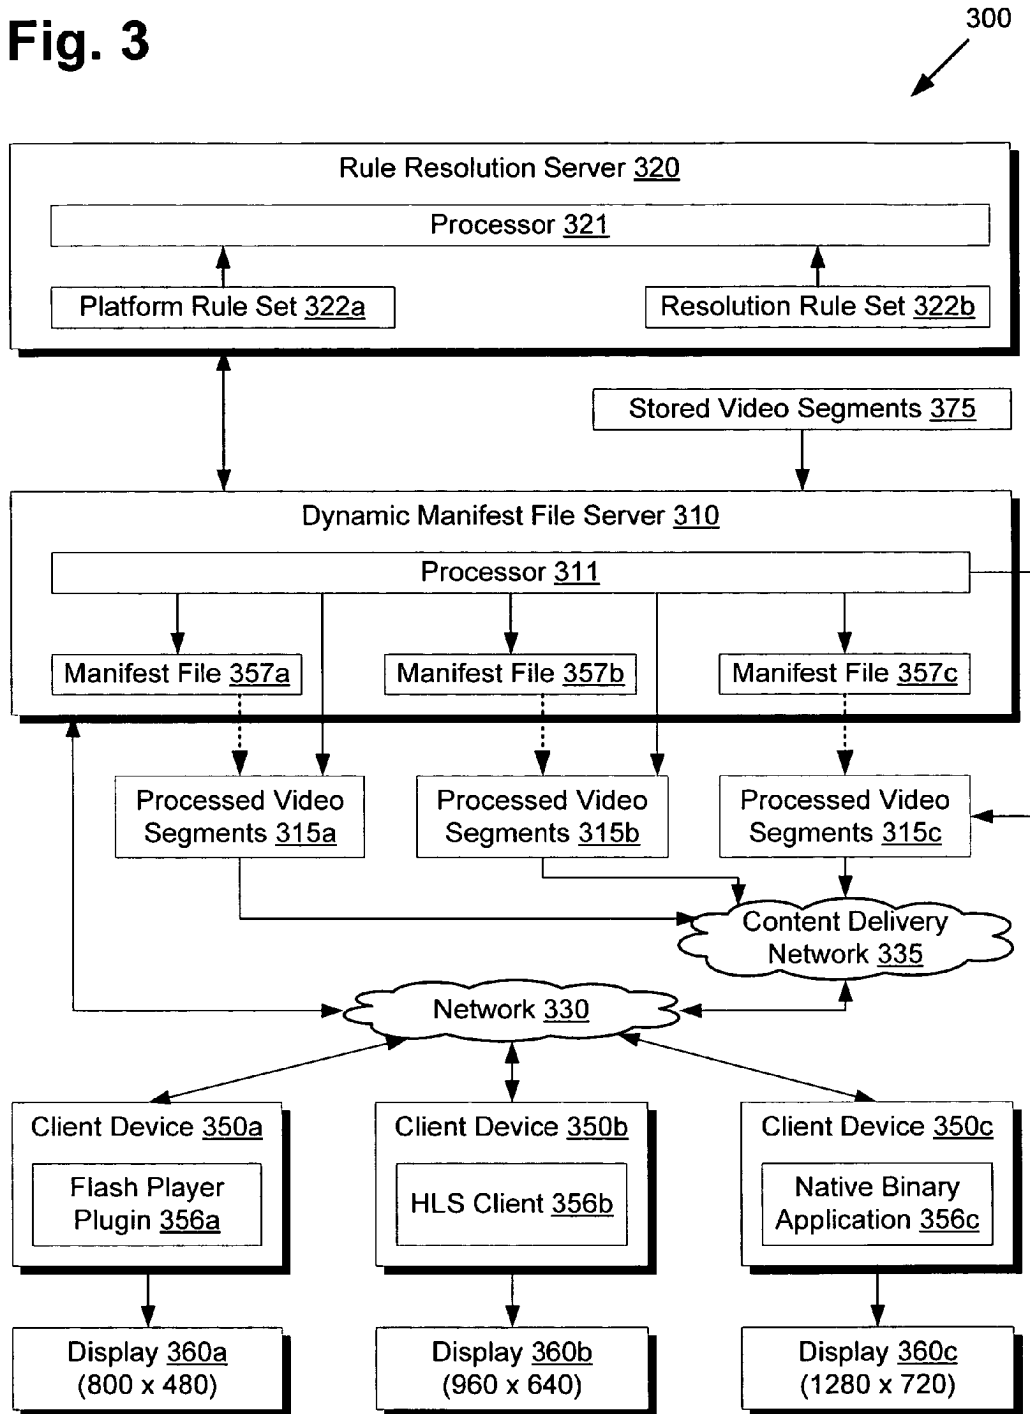 Fig. 3
300
Rule Resolution Server 320
Processor 321
Platform Rule Set 322a
Resolution Rule Set 322b
Stored Video Segments 375
Dynamic Manifest File Server 310
Processor 311
Manifest File 357a
Manifest File 357b
Manifest File 357c
Processed Video
Segments 315a
Processed Video
Segments 315b
Processed Video
Segments 315c
Content Delivery
Network 335
Network 330
Client Device 350a
Flash Player
Plugin 356a
Client Device 350b
HLS Client 356b
Client Device 350c
Native Binary
Application 356c
Display 360a
(800 x 480)
Display 360b
(960 x 640)
Display 360c
(1280 x 720)